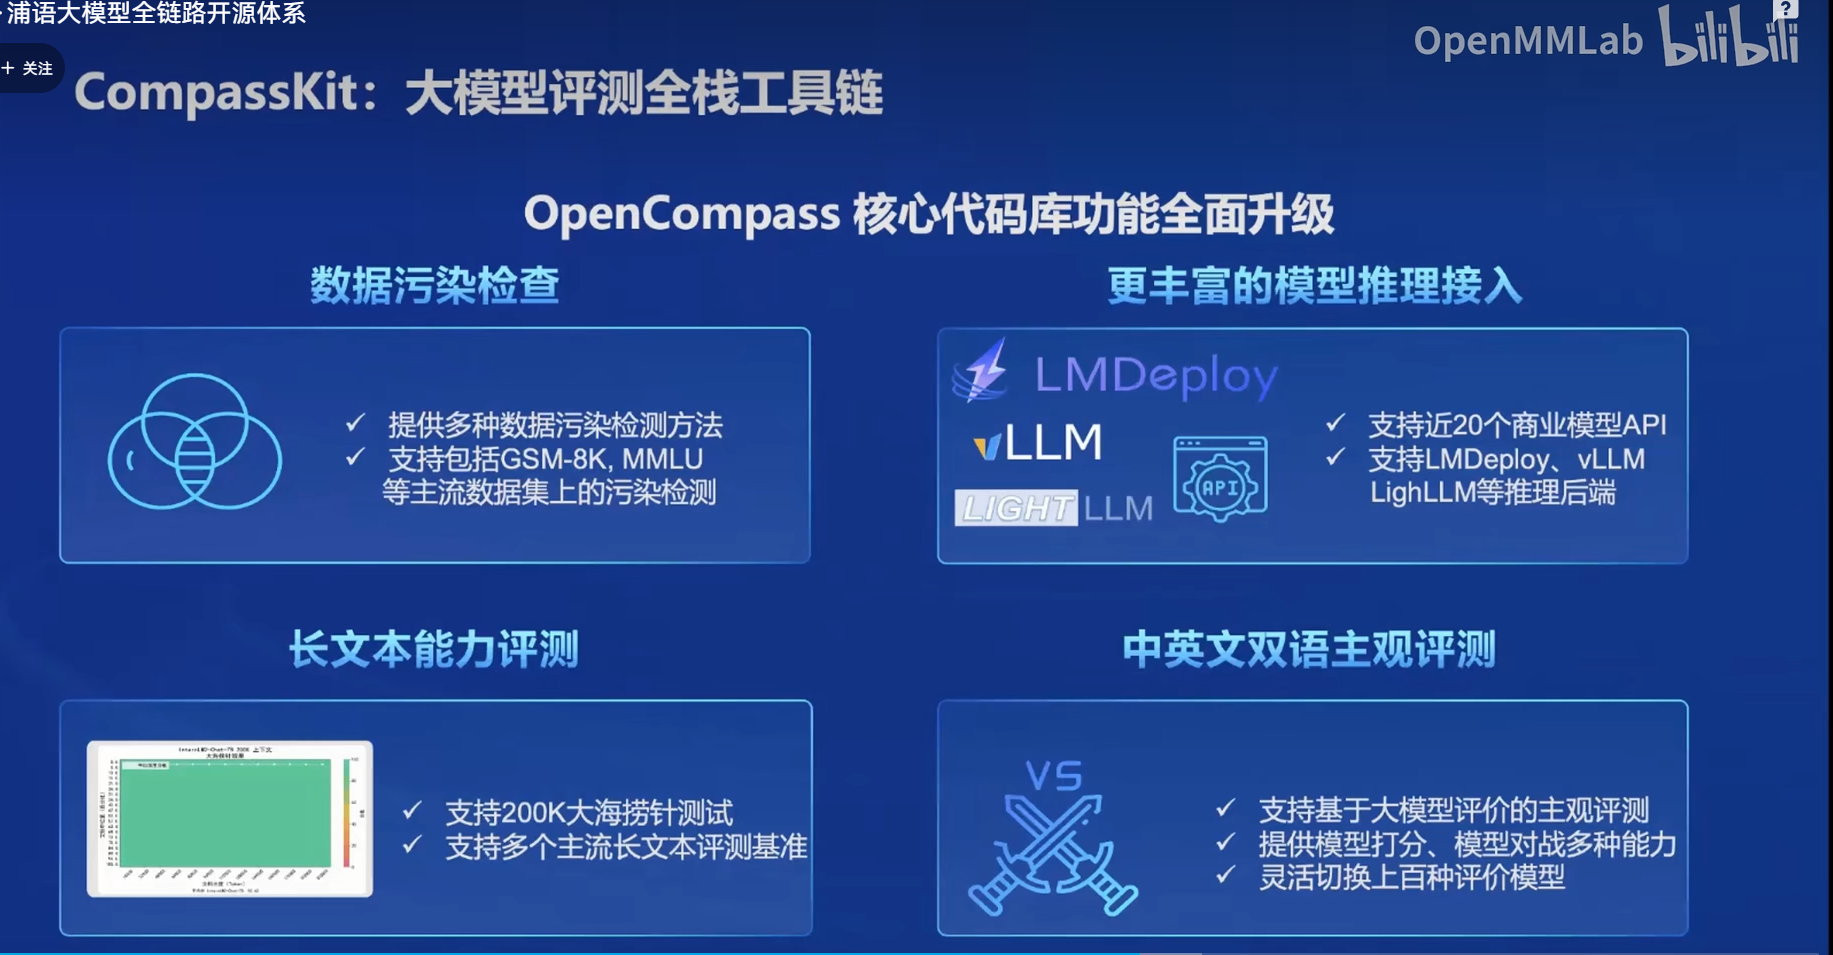 · 浦语大模型全链路开源体系
?
OpenMMLab bilibili
+ 关注
CompassKit：大模型评测全栈工具链
OpenCompass 核心代码库功能全面升级
数据污染检查
✓ 提供多种数据污染检测方法
✓ 支持包括GSM-8K, MMLU
等主流数据集上的污染检测
更丰富的模型推理接入
LMDeploy
vLLM
LIGHTLLM
API
✓ 支持近20个商业模型API
✓ 支持LMDeploy、vLLM
LighLLM等推理后端
长文本能力评测
✓ 支持200K大海捞针测试
✓ 支持多个主流长文本评测基准
中英文双语主观评测
VS
✓ 支持基于大模型评价的主观评测
✓ 提供模型打分、模型对战多种能力
✓ 灵活切换上百种评价模型